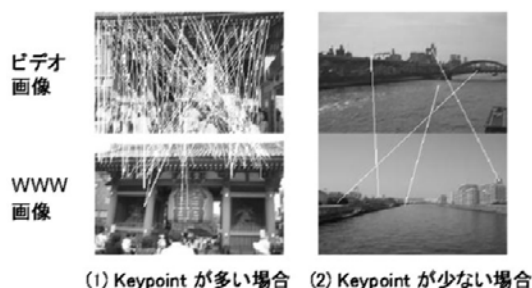 ビデオ
画像
WWW
画像
(1) Keypoint が多い場合
(2) Keypoint が少ない場合